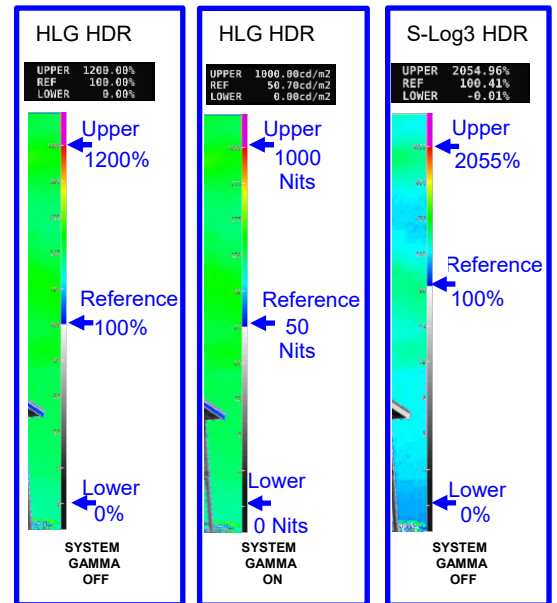 HLG HDR
UPPER 1200.00%
REF 100.00%
LOWER 0.00%
Upper
1200%
Reference
100%
Lower
0%
SYSTEM
GAMMA
OFF
HLG HDR
UPPER 1000.00cd/m2
REF 50.70cd/m2
LOWER 0.00cd/m2
Upper
1000
Nits
Reference
50
Nits
Lower
0 Nits
SYSTEM
GAMMA
ON
S-Log3 HDR
UPPER 2054.96%
REF 100.41%
LOWER -0.01%
Upper
2055%
Reference
100%
Lower
0%
SYSTEM
GAMMA
OFF